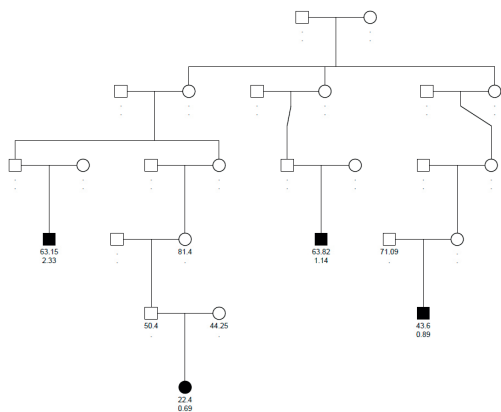 . .
. .
. . . . . .
. . . . . .
. . . . . . . .
. . . . . . . .
63.15 . 81.4 63.82 71.09 .
2.33 . . 1.14 . .
50.4 44.25 43.6
. . 0.89
22.4
0.69